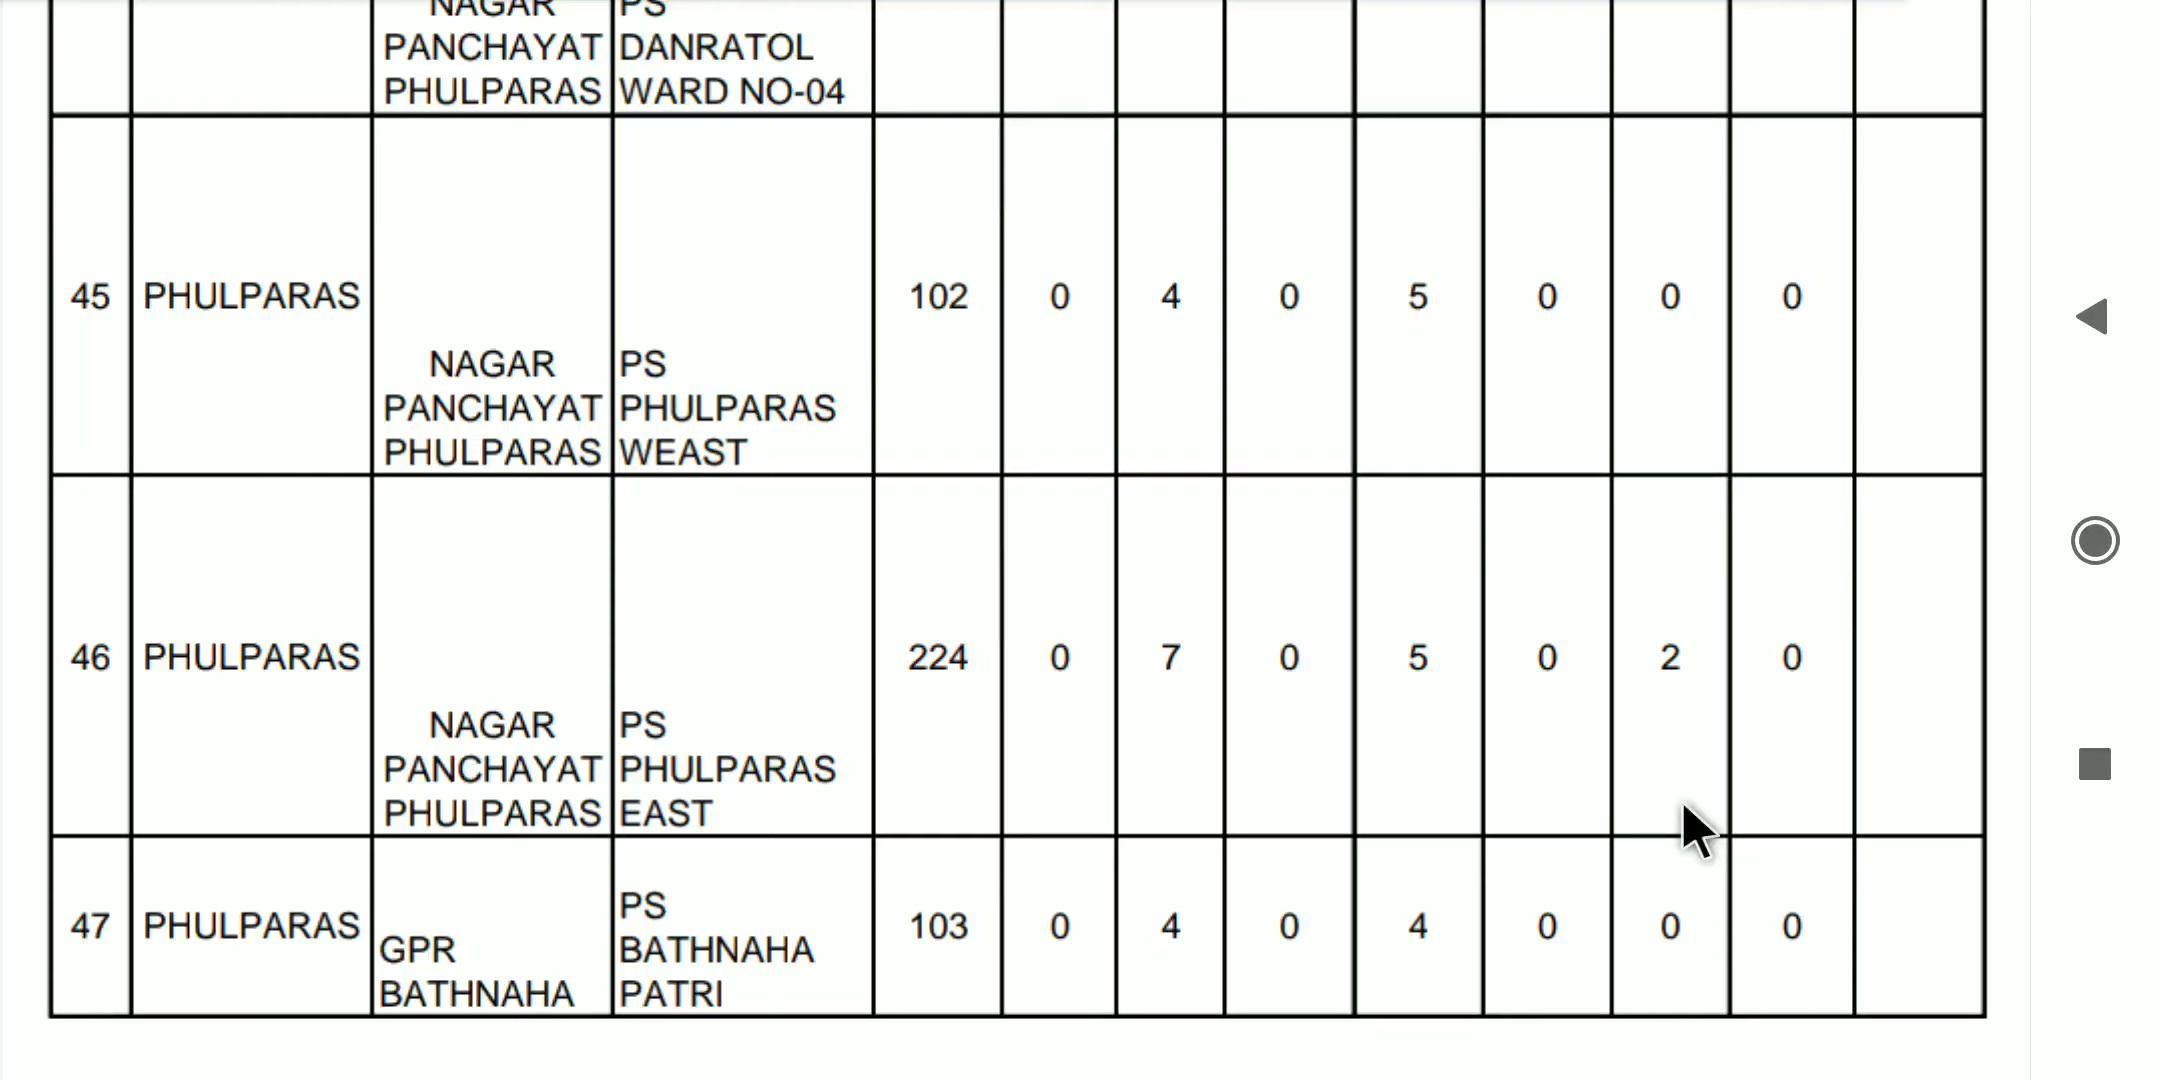 NAGAR PS
PANCHAYAT DANRATOL
PHULPARAS WARD NO-04
45 PHULPARAS 102 0 4 0 5 0 0 0
NAGAR PS
PANCHAYAT PHULPARAS
PHULPARAS WEAST
46 PHULPARAS 224 0 7 0 5 0 2 0
NAGAR PS
PANCHAYAT PHULPARAS
PHULPARAS EAST
PS
47 PHULPARAS 103 0 4 0 4 0 0 0
GPR BATHNAHA
BATHNAHA PATRI